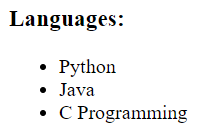 Languages:
• Python
• Java
• C Programming